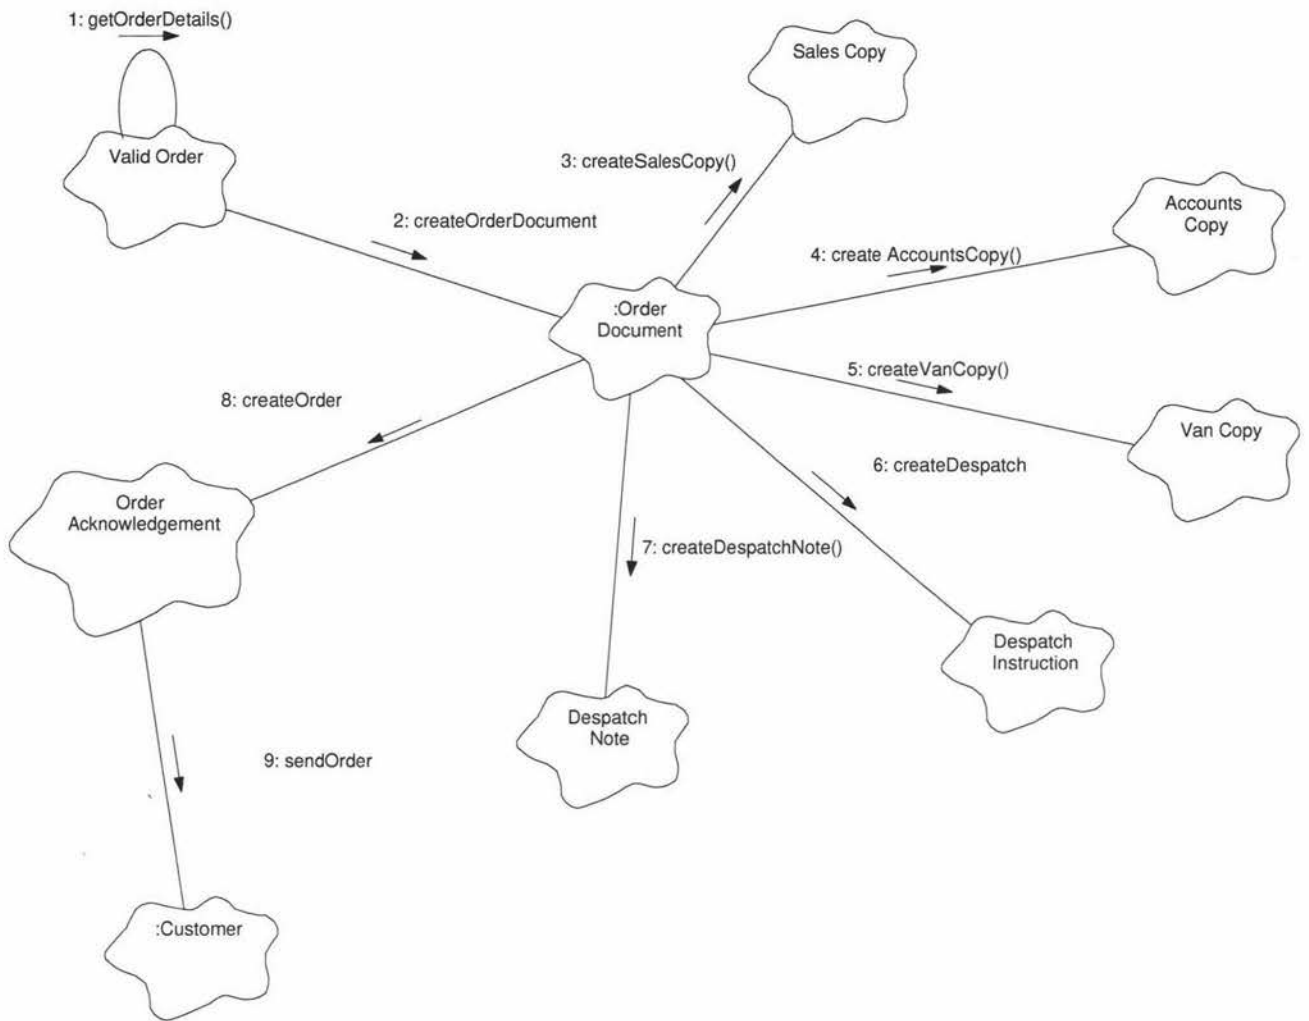 1: getOrderDetails()
Sales Copy
Valid Order
3: createSalesCopy()
Accounts
Copy
2: createOrderDocument
4: create AccountsCopy()
:Order
Document
5: createVanCopy()
8: createOrder
Van Copy
6: createDespatch
Order
Acknowledgement
7: createDespatchNote()
Despatch
Instruction
Despatch
Note
9: sendOrder
:Customer